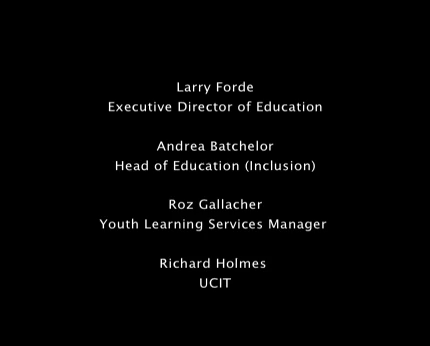 Larry Forde
Executive Director of Education
Andrea Batchelor
Head of Education (Inclusion)
Roz Gallacher
Youth Learning Services Manager
Richard Holmes
UCIT